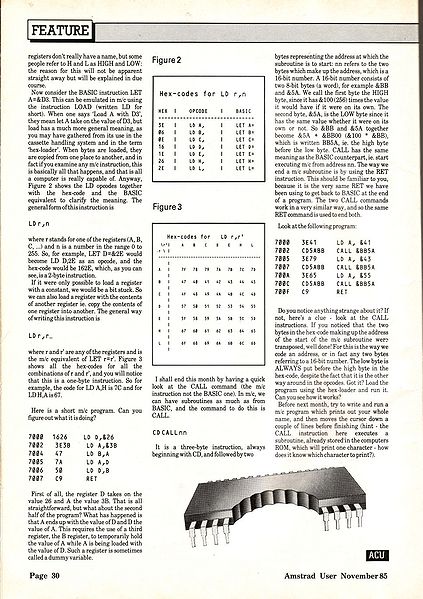 FEATURE
registers don't really have a name, but some
people refer to H and L as HIGH and LOW:
the reason for this will not be apparent
straight away but will be explained in due
course.
Now consider the BASIC instruction LET
A=&D3. This can be emulated in m/c using
the instruction LOAD (written LD for
short). When one says 'Load A with D3',
they mean let A take on the value of D3, but
load has a much more general meaning, as
you may have gathered from its use in the
cassette handling system and in the term
'hex-loader'. When bytes are loaded, they
are copied from one place to another, and in
fact if you examine any m/c instruction, this
is basically all that happens, and that is all
a computer is really capable of. Anyway,
Figure 2 shows the LD opcodes together
with the hex-code and the BASIC
equivalent to clarify the meaning. The
general form of this instruction is
LD r,n
where r stands for one of the registers (A, B,
C, ...) and n is a number in the range 0 to
255. So, for example, LET D=&2E would
become LD D,2E as an opcode, and the
hex-code would be 162E, which, as you can
see, is a 2-byte instruction.
If it were only possible to load a register
with a constant, we would be a bit stuck. So
we can also load a register with the contents
of another register ie. copy the contents of
one register into another. The general way
of writing this instruction is
LD r,r'
where r and r' are any of the registers and is
the m/c equivalent of LET r=r'. Figure 3
shows all the hex-codes for all the
combinations of r and r', and you will notice
that this is a one-byte instruction. So for
example, the code for LD A,H is 7C and for
LD H,A is 67.
Here is a short m/c program. Can you
figure out what it is doing?
7000 1626 LD D,&26
7002 3E3B LD A,&3B
7004 47 LD B,A
7005 7A LD A,D
7006 50 LD D,B
7007 C9 RET
First of all, the register D takes on the
value 26 and A the value 3B. That is all
straightforward, but what about the second
half of the program? What has happened is
that A ends up with the value of D and D the
value of A. This requires the use of a third
register, the B register, to temporarily hold
the value of A while A is being loaded with
the value of D. Such a register is sometimes
called a dummy variable.
Figure 2
Hex-codes for LD r,n
HEX I OPCODE I BASIC
3E I LD A, I LET A=
06 I LD B, I LET B=
0E I LD C, I LET C=
16 I LD D, I LET D=
1E I LD E, I LET E=
26 I LD H, I LET H=
2E I LD L, I LET L=
Figure 3
Hex-codes for LD r,r'
A B C D E H L
A
B
C
D
E
H
L
I shall end this month by having a quick
look at the CALL command (the m/c
instruction not the BASIC one). In m/c, we
can have subroutines as much as from
BASIC, and the command to do this is
CALL.
CD CALL nn
It is a three-byte instruction, always
beginning with CD, and followed by two
bytes representing the address at which the
subroutine is to start: nn refers to the two
bytes which make up the address, which is a
16-bit number. A 16-bit number consists of
two 8-bit bytes (a word), for example &BB
and &5A. We call the first byte the HIGH
byte, since it has &100 (256) times the value
it would have if it were on its own. The
second byte, &5A, is the LOW byte since it
has the same value whether it were on its
own or not. So &BB and &5A together
become &5A + &BB00 (&100 * &BB),
which is written BB5A, ie. the high byte
before the low byte. CALL has the same
meaning as the BASIC counterpart, ie. start
executing m/c from address nn. The way we
end a m/c subroutine is by using the RET
instruction. This should be familiar to you,
because it is the very same RET we have
been using to get back to BASIC at the end
of a program. The two CALL commands
work in a very similar way, and so the same
RET command is used to end both.
Look at the following program:
7000 3E41 LD A, &41
7002 CD5ABB CALL &BB5A
7005 3E79 LD A, &43
7007 CD5ABB CALL &BB5A
700A 3E65 LD A, &55
700C CD5ABB CALL &BB5A
700F C9 RET
Do you notice anything strange about it? If
not, here's a clue - look at the CALL
instructions. If you noticed that the two
bytes in the hex code making up the address
of the start of the m/c subroutine were
transposed, well done! For this is the way we
code an address, or in fact any two bytes
referring to a 16-bit number. The low byte is
ALWAYS put before the high byte in the
hex-code, despite the fact that it is the other
way around in the opcodes. Got it? Load the
program using the hex-loader and run it.
Can you see how it works?
Before next month, try to write and run a
m/c program which prints out your whole
name, and then moves the cursor down a
couple of lines before finishing (hint - the
CALL instruction here executes a
subroutine, already stored in the computers
ROM, which will print one character - how
does it know which character to print?).
ACU
Page 30
Amstrad User November 85